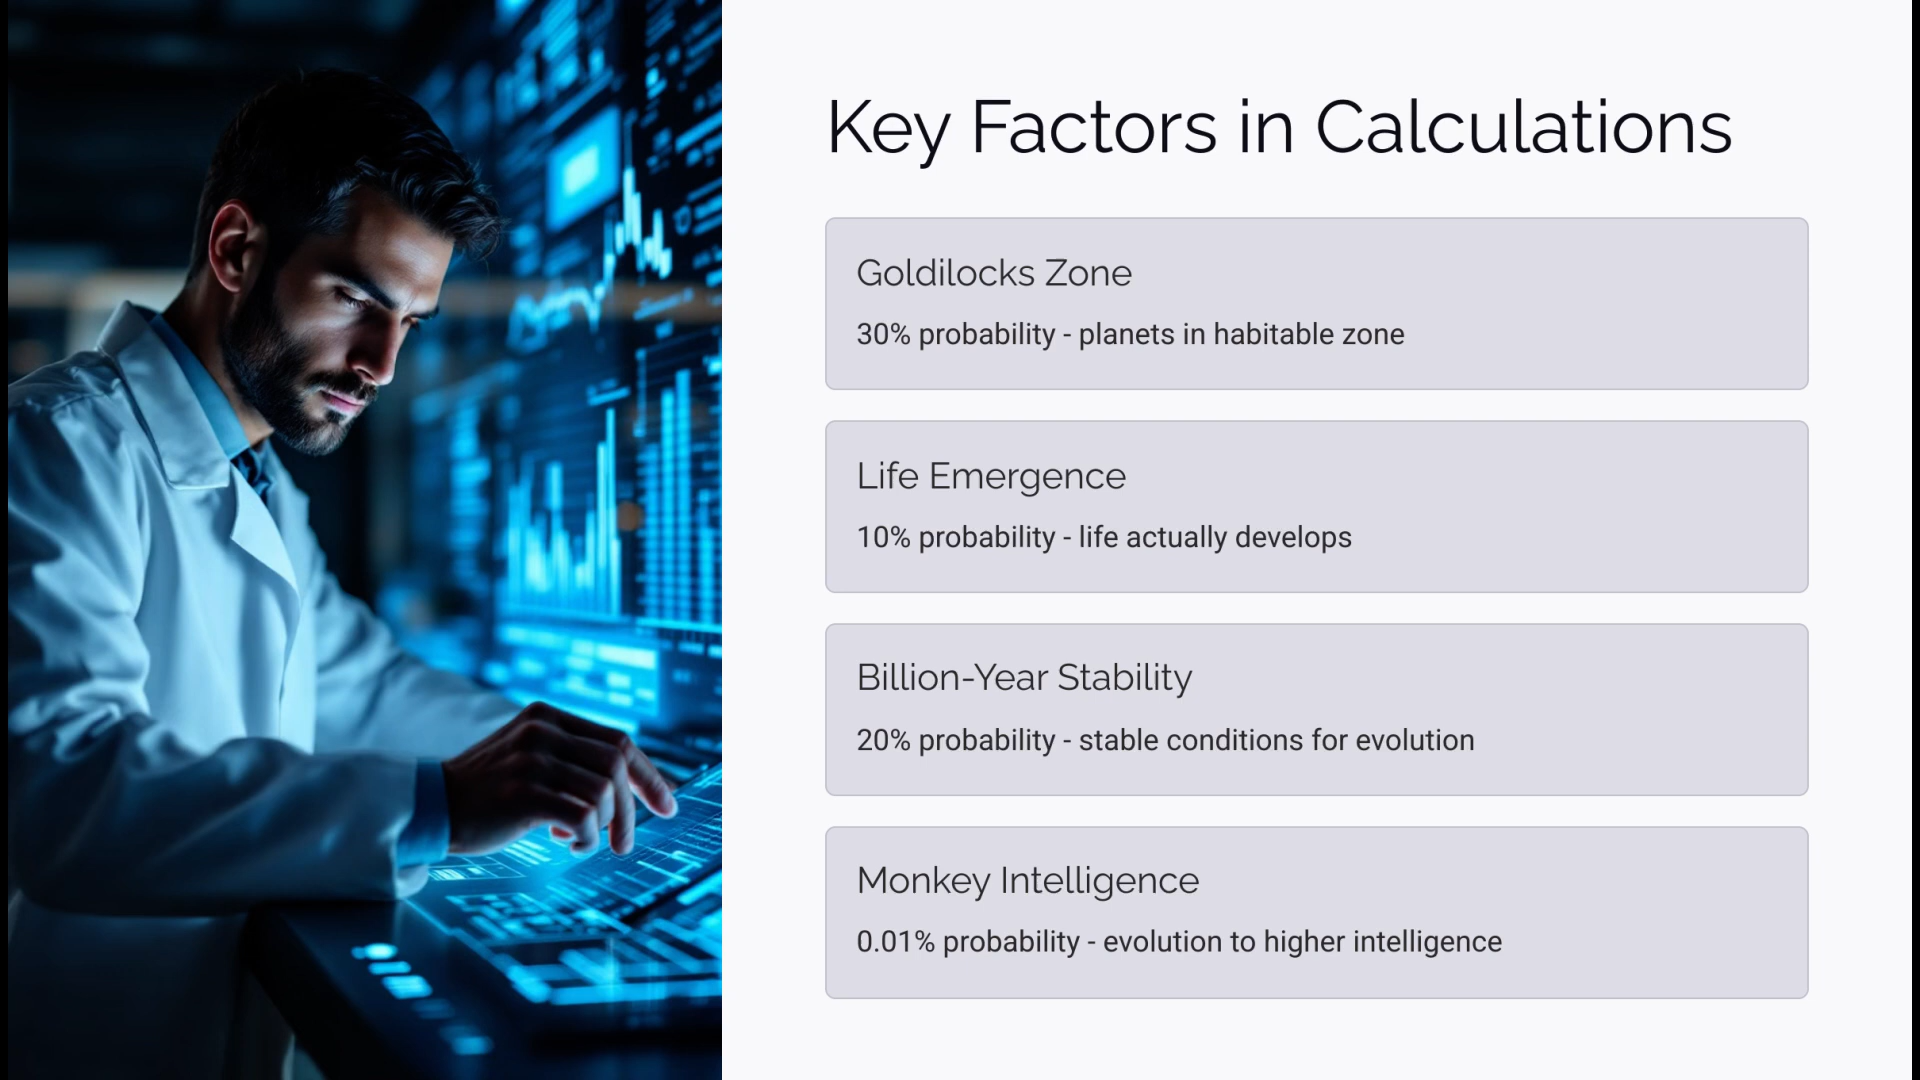 Key Factors in Calculations
Goldilocks Zone
30% probability - planets in habitable zone
Life Emergence
10% probability - life actually develops
Billion-Year Stability
20% probability - stable conditions for evolution
Monkey Intelligence
0.01% probability - evolution to higher intelligence